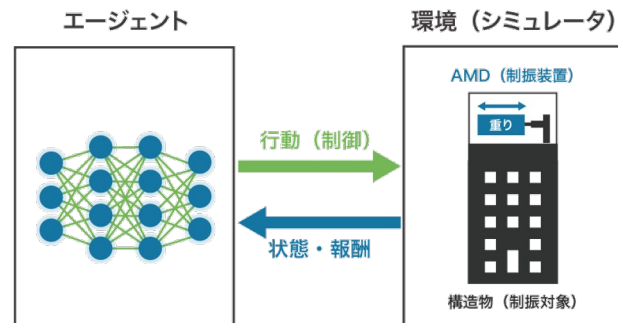 エージェント
環境（シミュレータ）
AMD（制振装置）
重り
行動（制御）
状態・報酬
構造物（制振対象）